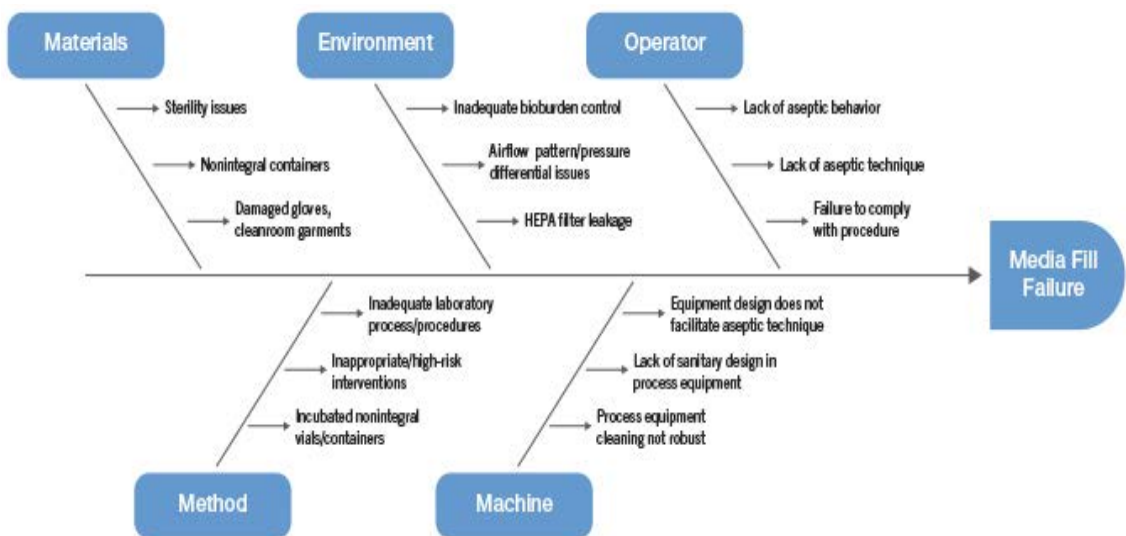 Materials
Environment
Operator
Sterility issues
Nonintegral containers
Damaged gloves,
cleanroom garments
Inadequate bioburden control
Airflow pattern/pressure
differential issues
HEPA filter leakage
Lack of aseptic behavior
Lack of aseptic technique
Failure to comply
with procedure
Media Fill
Failure
Inadequate laboratory
process/procedures
Inappropriate/high-risk
interventions
Incubated nonintegral
vials/containers
Equipment design does not
facilitate aseptic technique
Lack of sanitary design in
process equipment
Process equipment
cleaning not robust
Method
Machine